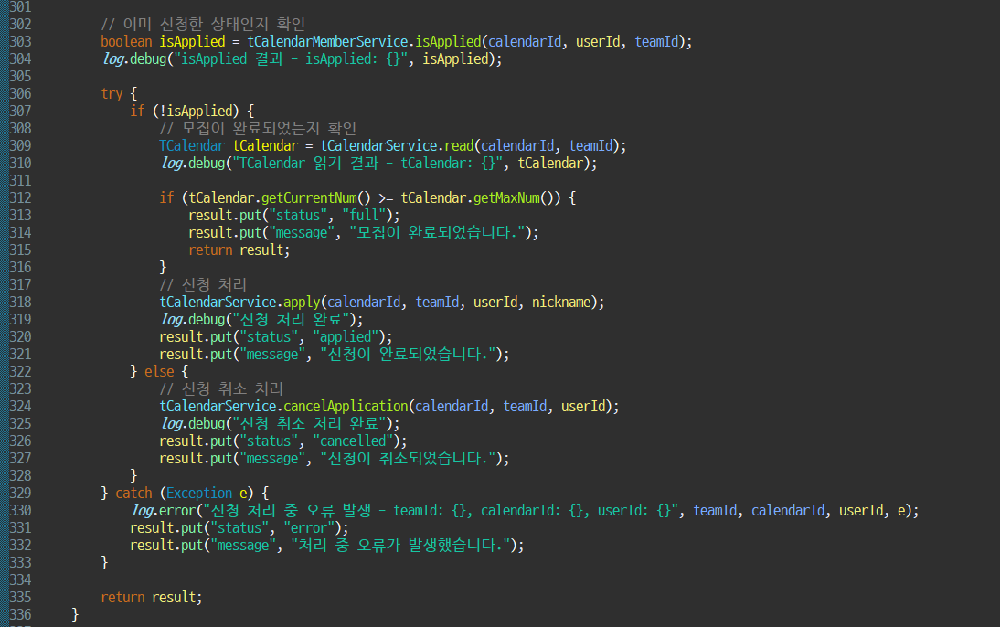 301
302 // 이미 신청한 상태인지 확인
303 boolean isApplied = tCalendarMemberService.isApplied(calendarId, userId, teamId);
304 log.debug("isApplied 결과 - isApplied: {}", isApplied);
305
306 try {
307 if (!isApplied) {
308 // 모집이 완료되었는지 확인
309 TCalendar tCalendar = tCalendarService.read(calendarId, teamId);
310 log.debug("TCalendar 읽기 결과 - tCalendar: {}", tCalendar);
311
312 if (tCalendar.getCurrentNum() >= tCalendar.getMaxNum()) {
313 result.put("status", "full");
314 result.put("message", "모집이 완료되었습니다.");
315 return result;
316 }
317 // 신청 처리
318 tCalendarService.apply(calendarId, teamId, userId, nickname);
319 log.debug("신청 처리 완료");
320 result.put("status", "applied");
321 result.put("message", "신청이 완료되었습니다.");
322 } else {
323 // 신청 취소 처리
324 tCalendarService.cancelApplication(calendarId, teamId, userId);
325 log.debug("신청 취소 처리 완료");
326 result.put("status", "cancelled");
327 result.put("message", "신청이 취소되었습니다.");
328 }
329 } catch (Exception e) {
330 log.error("신청 처리 중 오류 발생 - teamId: {}, calendarId: {}, userId: {}", teamId, calendarId, userId, e);
331 result.put("status", "error");
332 result.put("message", "처리 중 오류가 발생했습니다.");
333 }
334
335 return result;
336 }